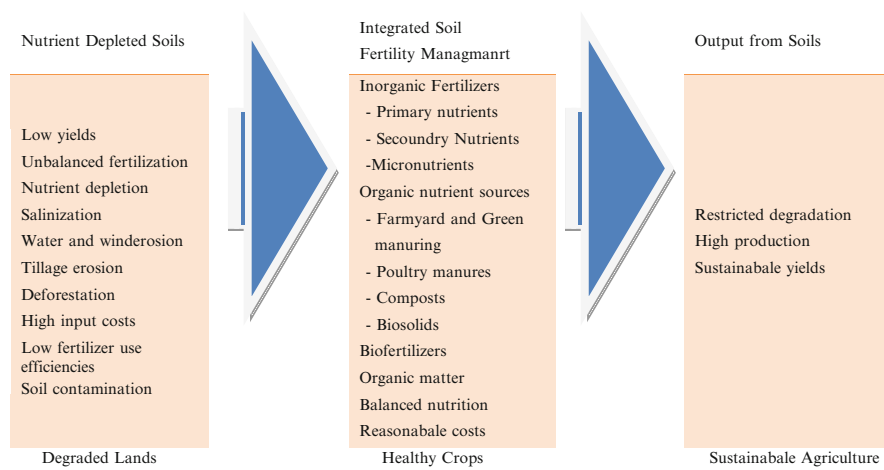 Nutrient Depleted Soils
Low yields
Unbalanced fertilization
Nutrient depletion
Salinization
Water and winderosion
Tillage erosion
Deforestation
High input costs
Low fertilizer use
efficiencies
Soil contamination
Degraded Lands
Integrated Soil
Fertility Managmanrt
Inorganic Fertilizers
- Primary nutrients
- Secoundry Nutrients
-Micronutrients
Organic nutrient sources
- Farmyard and Green
manuring
- Poultry manures
- Composts
- Biosolids
Biofertilizers
Organic matter
Balanced nutrition
Reasonabale costs
Healthy Crops
Output from Soils
Restricted degradation
High production
Sustainabale yields
Sustainabale Agriculture